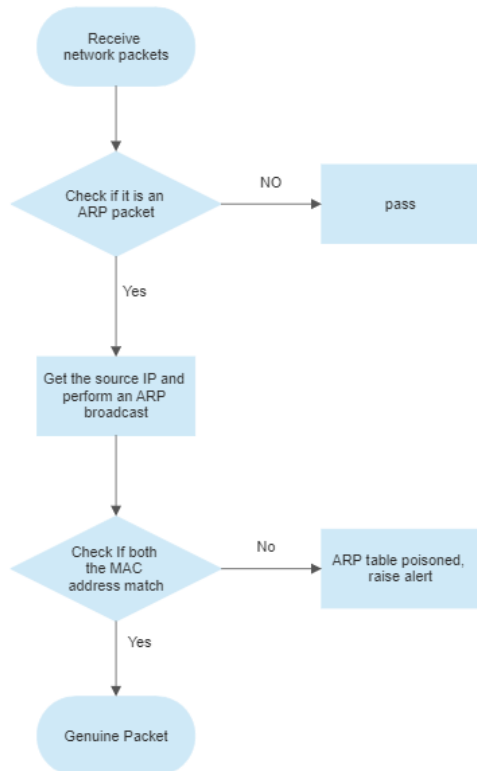 Receive
network packets
Check if it is an
ARP packet
NO
pass
Yes
Get the source IP and
perform an ARP
broadcast
Check If both
the MAC
address match
No
ARP table poisoned,
raise alert
Yes
Genuine Packet